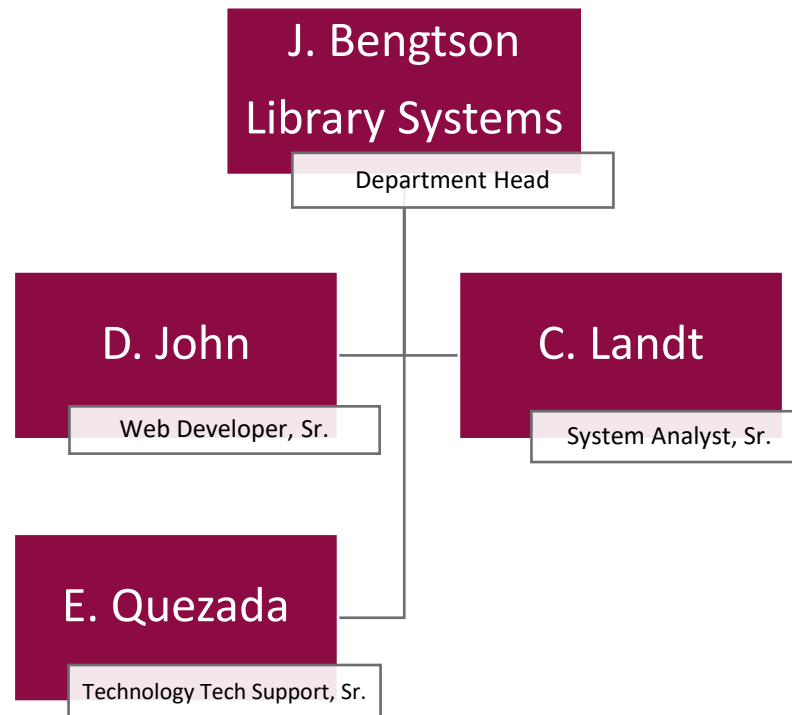 J. Bengtson
Library Systems
Department Head
D. John
Web Developer, Sr.
C. Landt
System Analyst, Sr.
E. Quezada
Technology Tech Support, Sr.